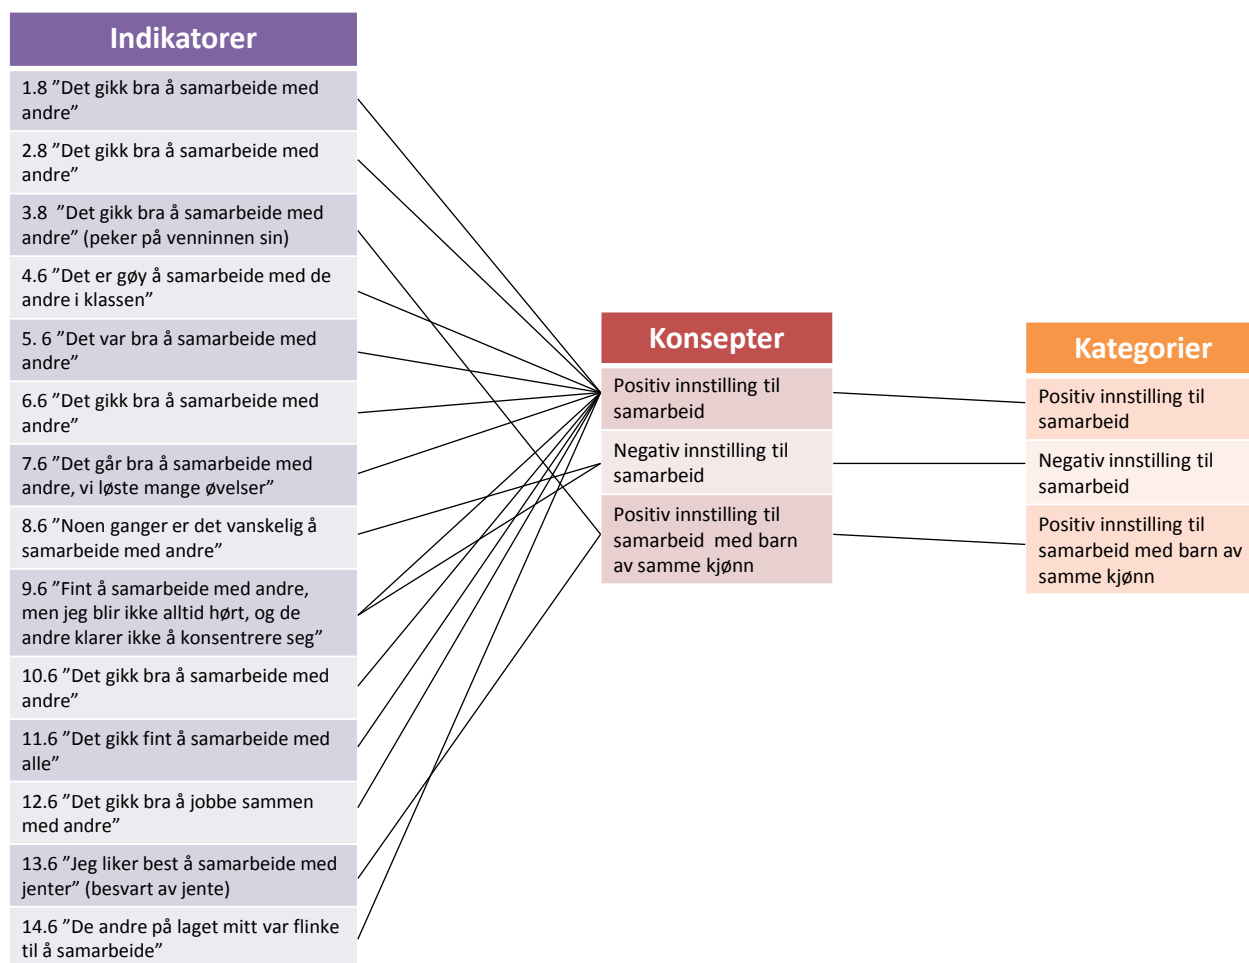 Indikatorer
1.8 ”Det gikk bra å samarbeide med
andre”
2.8 ”Det gikk bra å samarbeide med
andre”
3.8 ”Det gikk bra å samarbeide med
andre” (peker på venninnen sin)
4.6 ”Det er gøy å samarbeide med de
andre i klassen”
5. 6 ”Det var bra å samarbeide med
andre”
6.6 ”Det gikk bra å samarbeide med
andre”
7.6 ”Det går bra å samarbeide med
andre, vi løste mange øvelser”
8.6 ”Noen ganger er det vanskelig å
samarbeide med andre”
9.6 ”Fint å samarbeide med andre,
men jeg blir ikke alltid hørt, og de
andre klarer ikke å konsentrere seg”
10.6 ”Det gikk bra å samarbeide med
andre”
11.6 ”Det gikk fint å samarbeide med
alle”
12.6 ”Det gikk bra å jobbe sammen
med andre”
13.6 ”Jeg liker best å samarbeide med
jenter” (besvart av jente)
14.6 ”De andre på laget mitt var flinke
til å samarbeide”
Konsepter
Positiv innstilling til
samarbeid
Negativ innstilling til
samarbeid
Positiv innstilling til
samarbeid med barn
av samme kjønn
Kategorier
Positiv innstilling til
samarbeid
Negativ innstilling til
samarbeid
Positiv innstilling til
samarbeid med barn av
samme kjønn